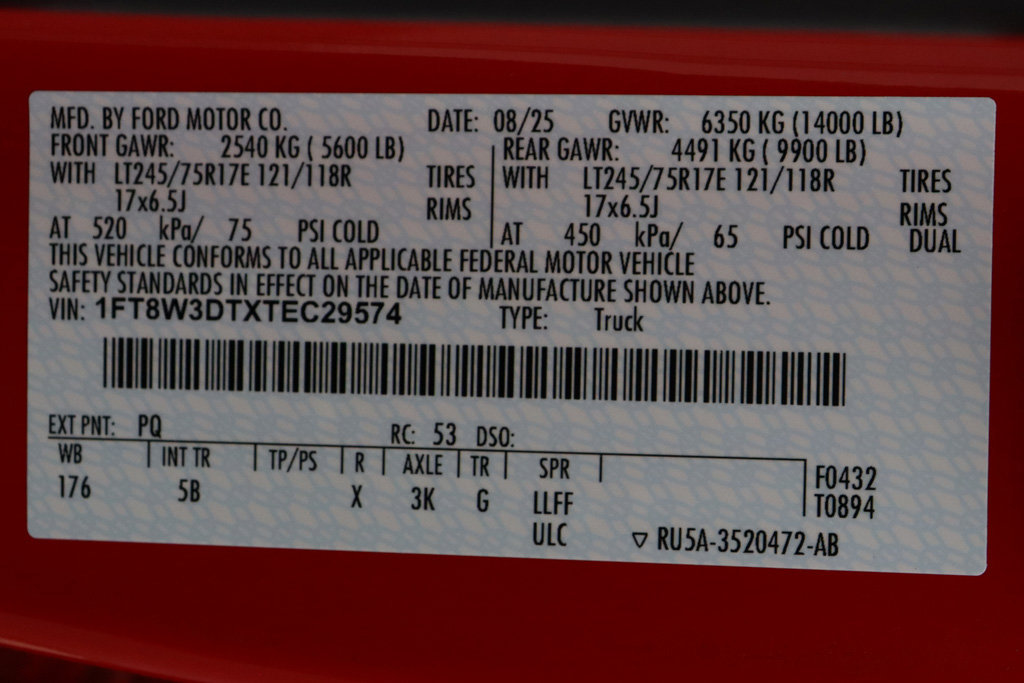 MFD. BY FORD MOTOR CO. DATE: 08/25 GVWR: 6350 KG (14000 LB)
FRONT GAWR: 2540 KG ( 5600 LB) REAR GAWR: 4491 KG ( 9900 LB)
WITH LT245/75R17E 121/118R TIRES WITH LT245/75R17E 121/118R TIRES
17x6.5J RIMS 17x6.5J RIMS
AT 520 kPa/ 75 PSI COLD AT 450 kPa/ 65 PSI COLD DUAL
THIS VEHICLE CONFORMS TO ALL APPLICABLE FEDERAL MOTOR VEHICLE
SAFETY STANDARDS IN EFFECT ON THE DATE OF MANUFACTURE SHOWN ABOVE.
VIN: 1FT8W3DTXTEC29574 TYPE: Truck
EXT PNT: PQ RC: 53 DSO:
WB INT TR TP/PS R AXLE TR SPR F0432
176 5B X 3K G LLFF T0894
ULC ▽ RU5A-3520472-AB